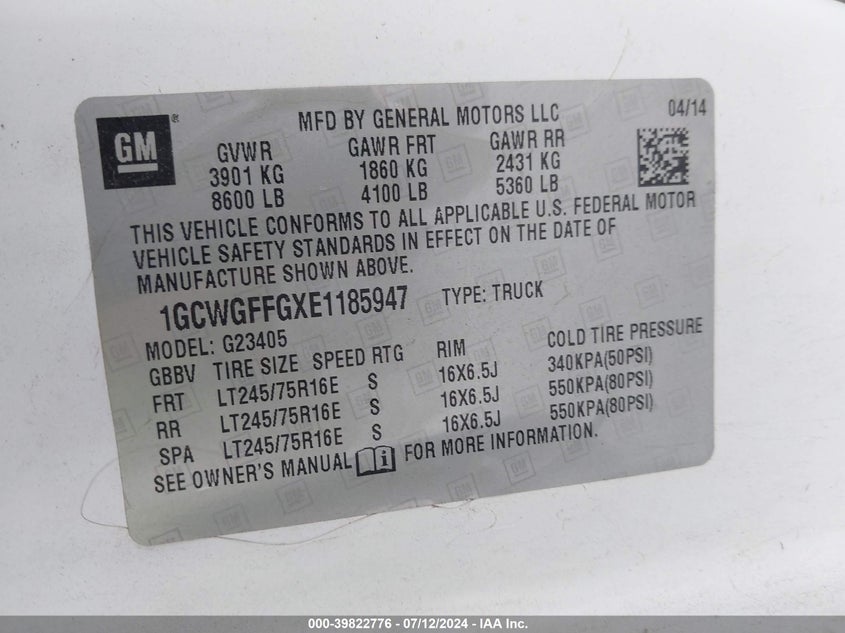 GM®
MFD BY GENERAL MOTORS LLC 04/14
GVWR GAWR FRT GAWR RR
3901 KG 1860 KG 2431 KG
8600 LB 4100 LB 5360 LB
THIS VEHICLE CONFORMS TO ALL APPLICABLE U.S. FEDERAL MOTOR
VEHICLE SAFETY STANDARDS IN EFFECT ON THE DATE OF
MANUFACTURE SHOWN ABOVE.
1GCWGFFGXE1185947 TYPE: TRUCK
MODEL: G23405
GBBV TIRE SIZE SPEED RTG RIM COLD TIRE PRESSURE
FRT LT245/75R16E S 16X6.5J 340KPA(50PSI)
RR LT245/75R16E S 16X6.5J 550KPA(80PSI)
SPA LT245/75R16E S 16X6.5J 550KPA(80PSI)
SEE OWNER'S MANUAL i FOR MORE INFORMATION.
000-39822776 - 07/12/2024 - IAA Inc.